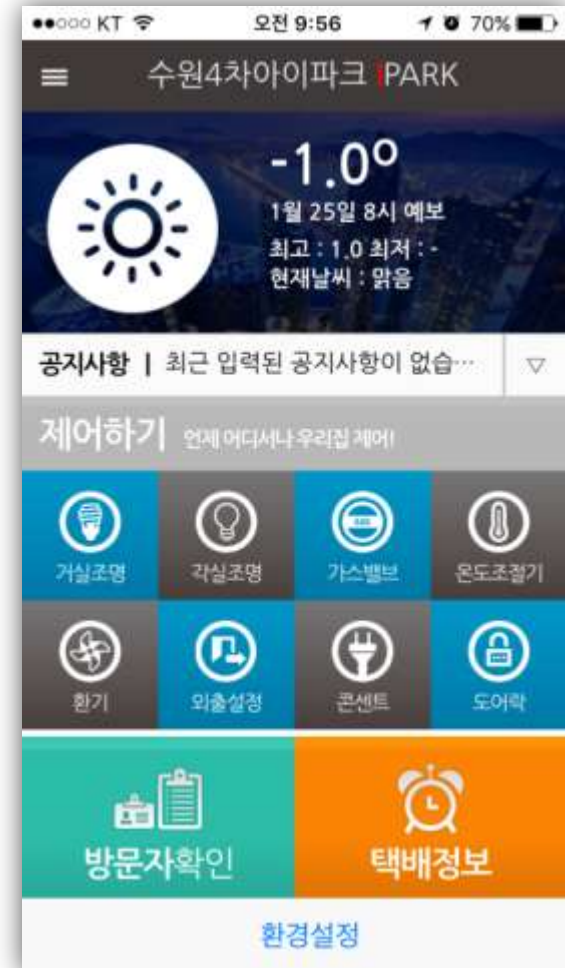 KT 오전 9:56 70%
수원4차아이파크 iPARK
-1.0º
1월 25일 8시 예보
최고 : 1.0 최저 : -
현재날씨 : 맑음
공지사항 | 최근 입력된 공지사항이 없습…
제어하기 언제 어디서나 우리집 제어!
거실조명 각실조명 가스밸브 온도조절기
환기 외출설정 콘센트 도어락
방문자확인 택배정보
환경설정